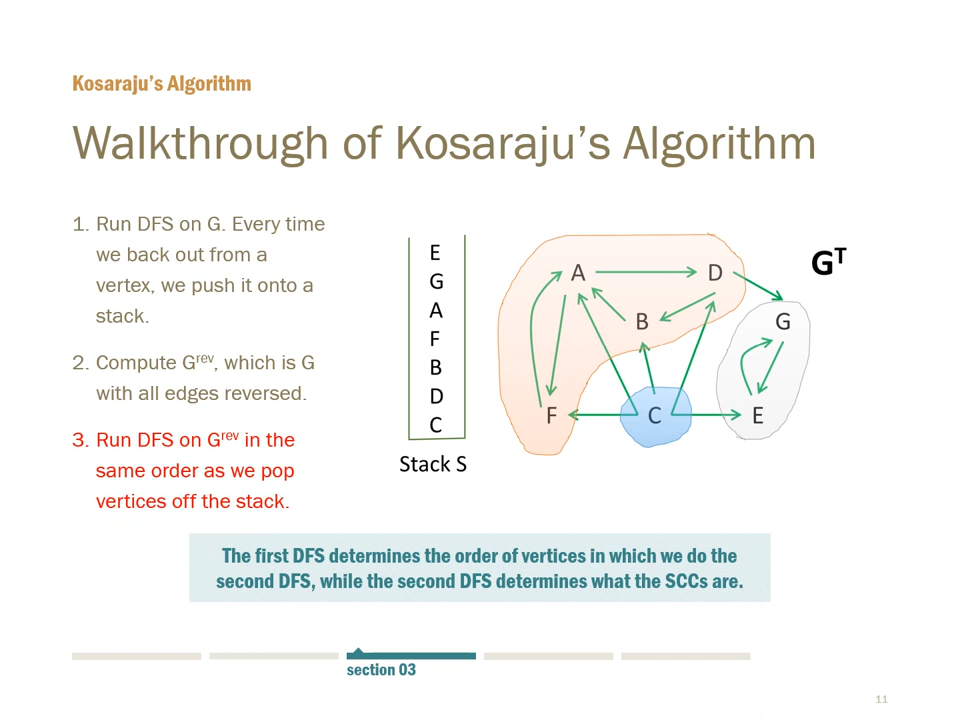 Kosaraju's Algorithm
Walkthrough of Kosaraju's Algorithm
1. Run DFS on G. Every time
we back out from a
vertex, we push it onto a
stack.
2. Compute Gʳᵉᵛ, which is G
with all edges reversed.
3. Run DFS on Gʳᵉᵛ in the
same order as we pop
vertices off the stack.
E
G
A
F
B
D
C
Stack S
Gᵀ
A
D
B
G
F
C
E
The first DFS determines the order of vertices in which we do the
second DFS, while the second DFS determines what the SCCs are.
section 03
11